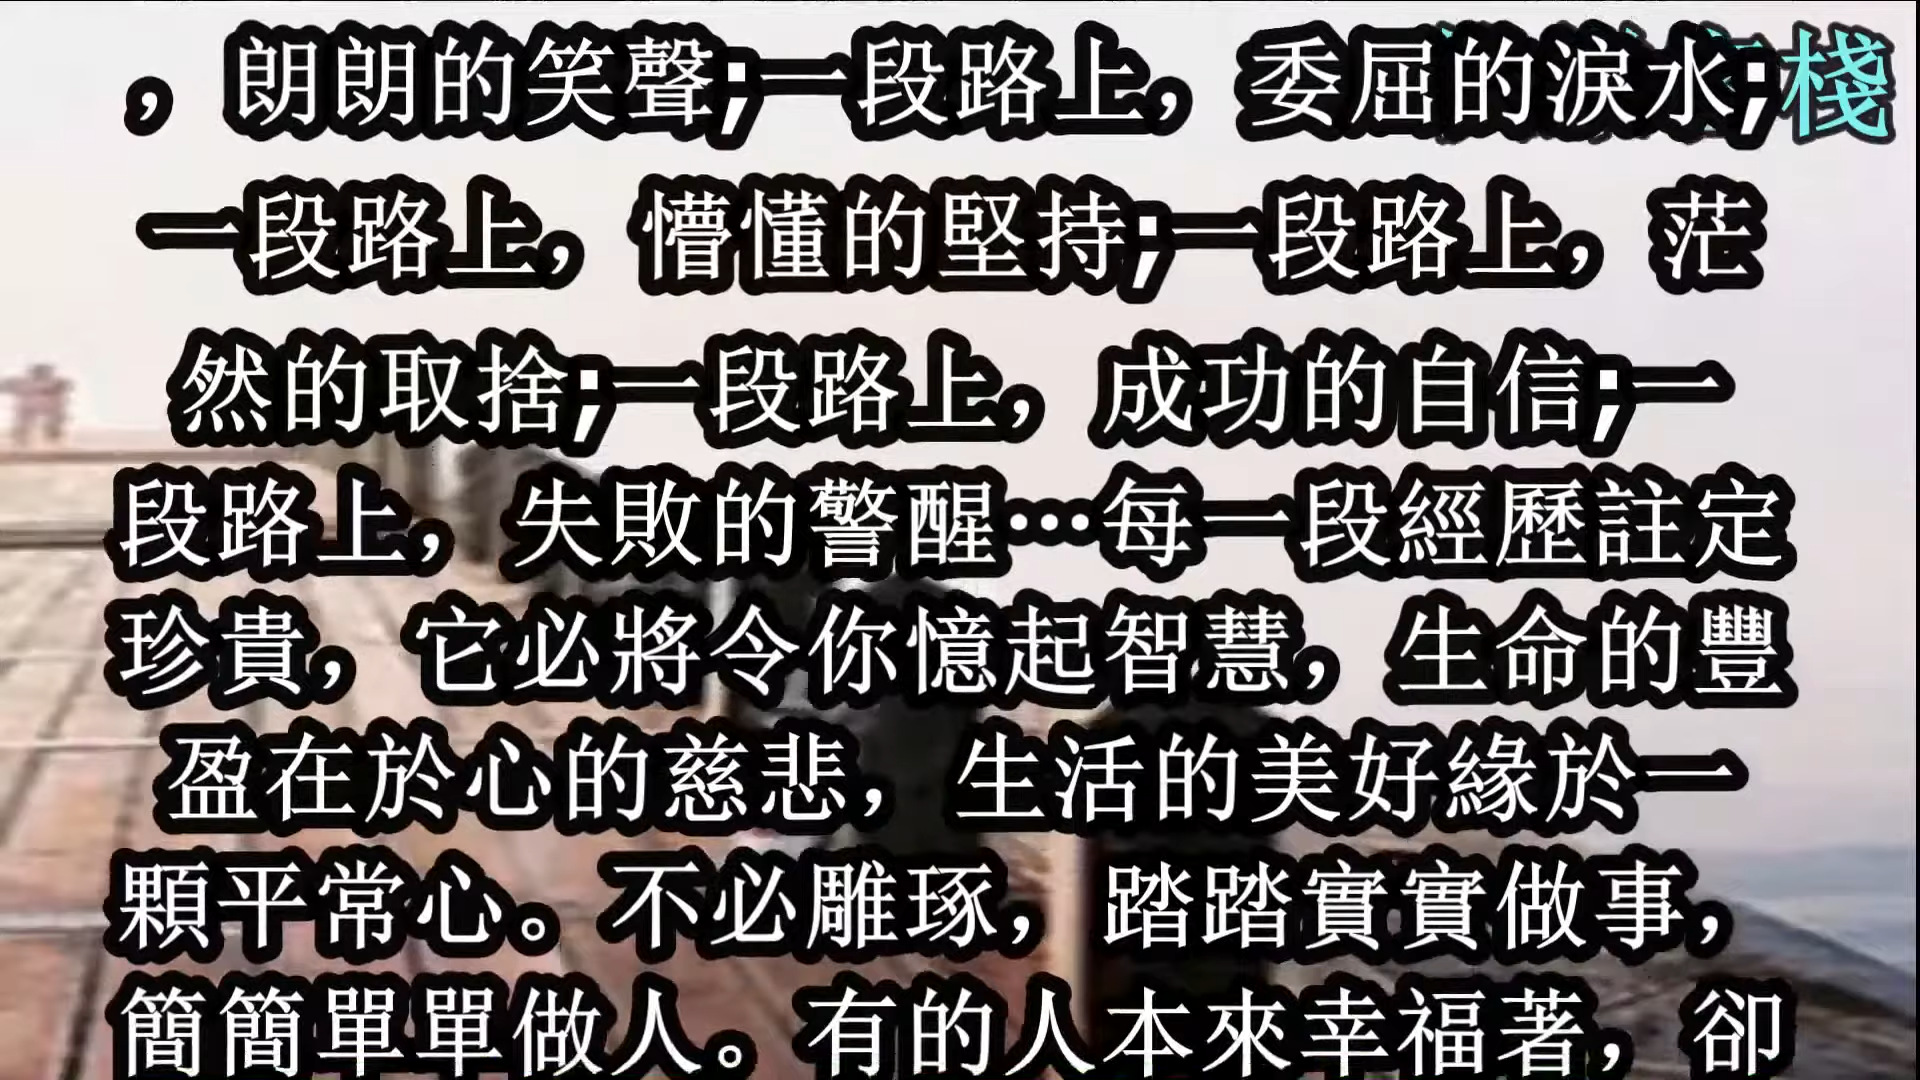 ，朗朗的笑聲;一段路上，委屈的淚水;棧
一段路上，懵懂的堅持;一段路上，茫
然的取捨;一段路上，成功的自信;一
段路上，失敗的警醒…每一段經歷註定
珍貴，它必將令你憶起智慧，生命的豐
盈在於心的慈悲，生活的美好緣於一
顆平常心。不必雕琢，踏踏實實做事，
簡簡單單做人。有的人本來幸福著，卻